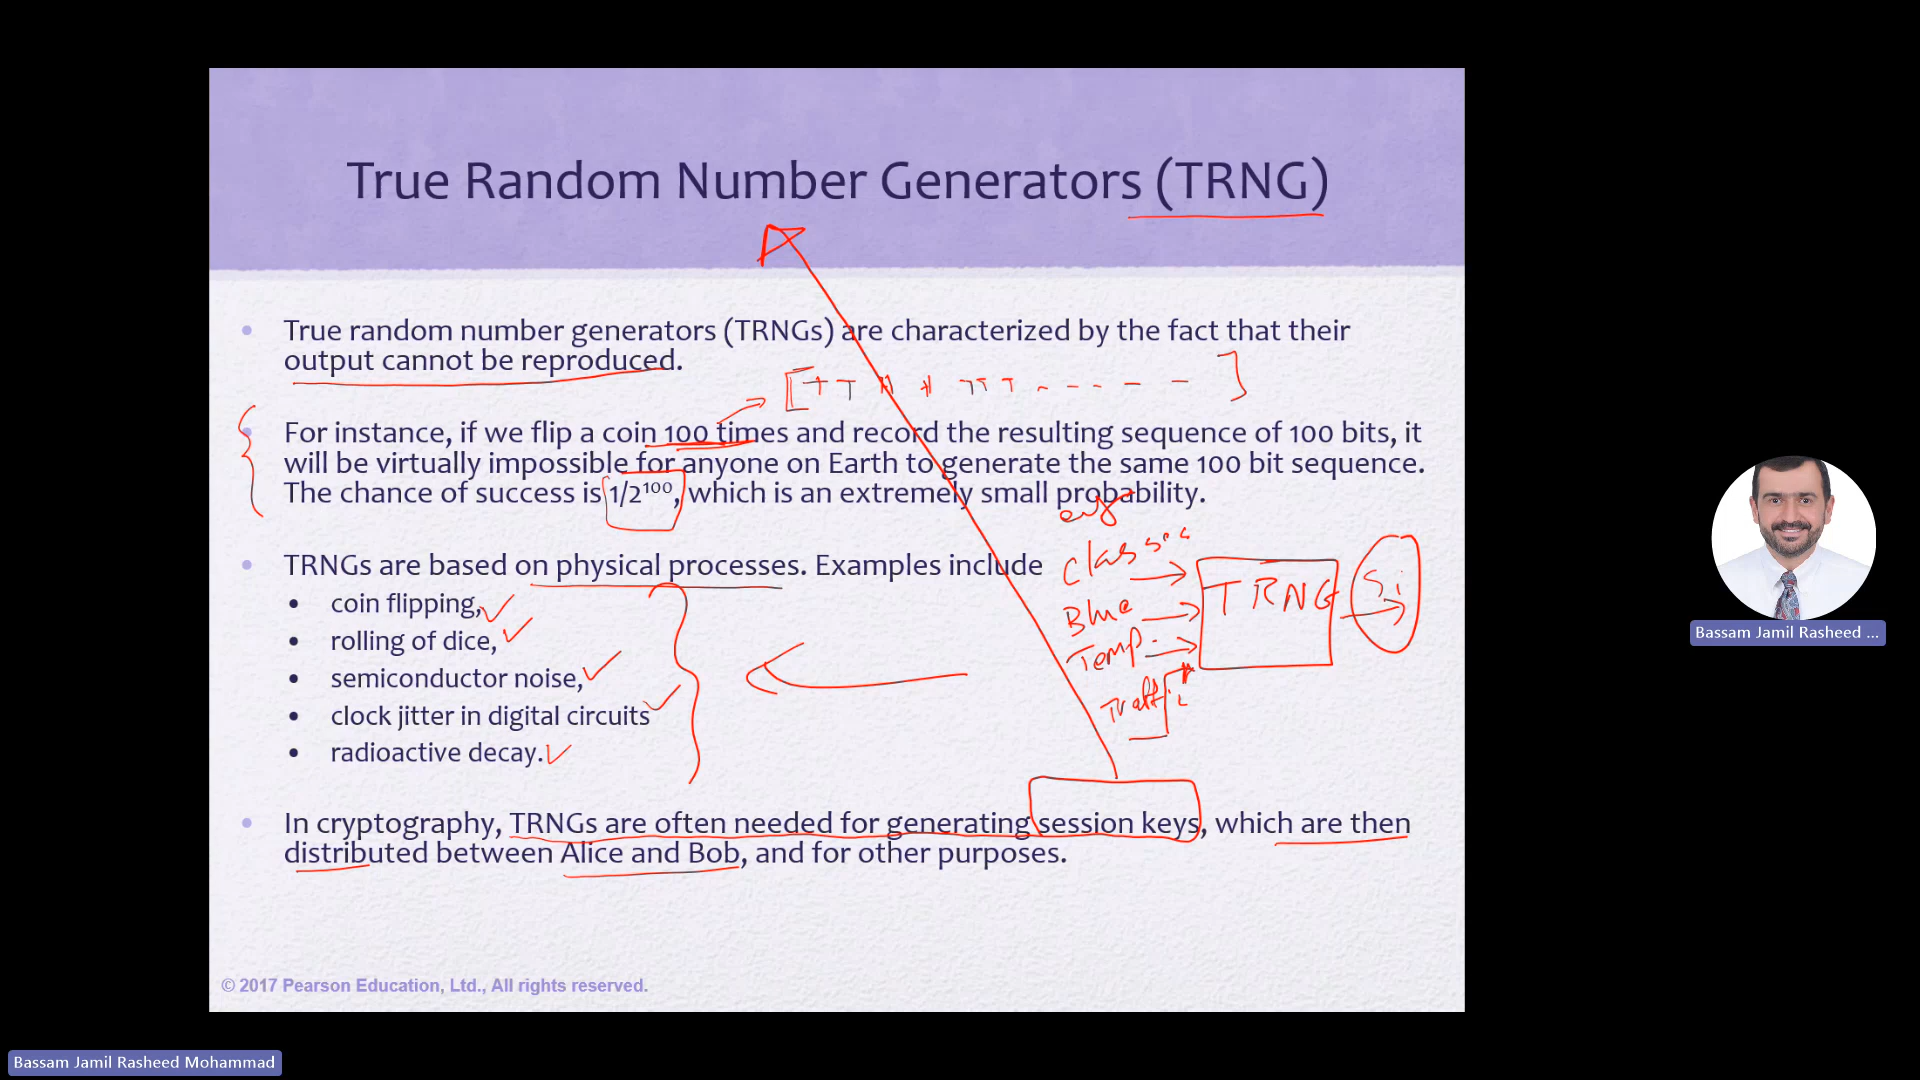 True Random Number Generators (TRNG)
True random number generators (TRNGs) are characterized by the fact that their
output cannot be reproduced.
For instance, if we flip a coin 100 times and record the resulting sequence of 100 bits, it
will be virtually impossible for anyone on Earth to generate the same 100 bit sequence.
The chance of success is 1/2¹⁰⁰, which is an extremely small probability.
TRNGs are based on physical processes. Examples include
coin flipping,
rolling of dice,
semiconductor noise,
clock jitter in digital circuits
radioactive decay.
Blue
Temp.
Traffic
TRNG
Si
In cryptography, TRNGs are often needed for generating session keys, which are then
distributed between Alice and Bob, and for other purposes.
© 2017 Pearson Education, Ltd., All rights reserved.
Bassam Jamil Rasheed ...
Bassam Jamil Rasheed Mohammad